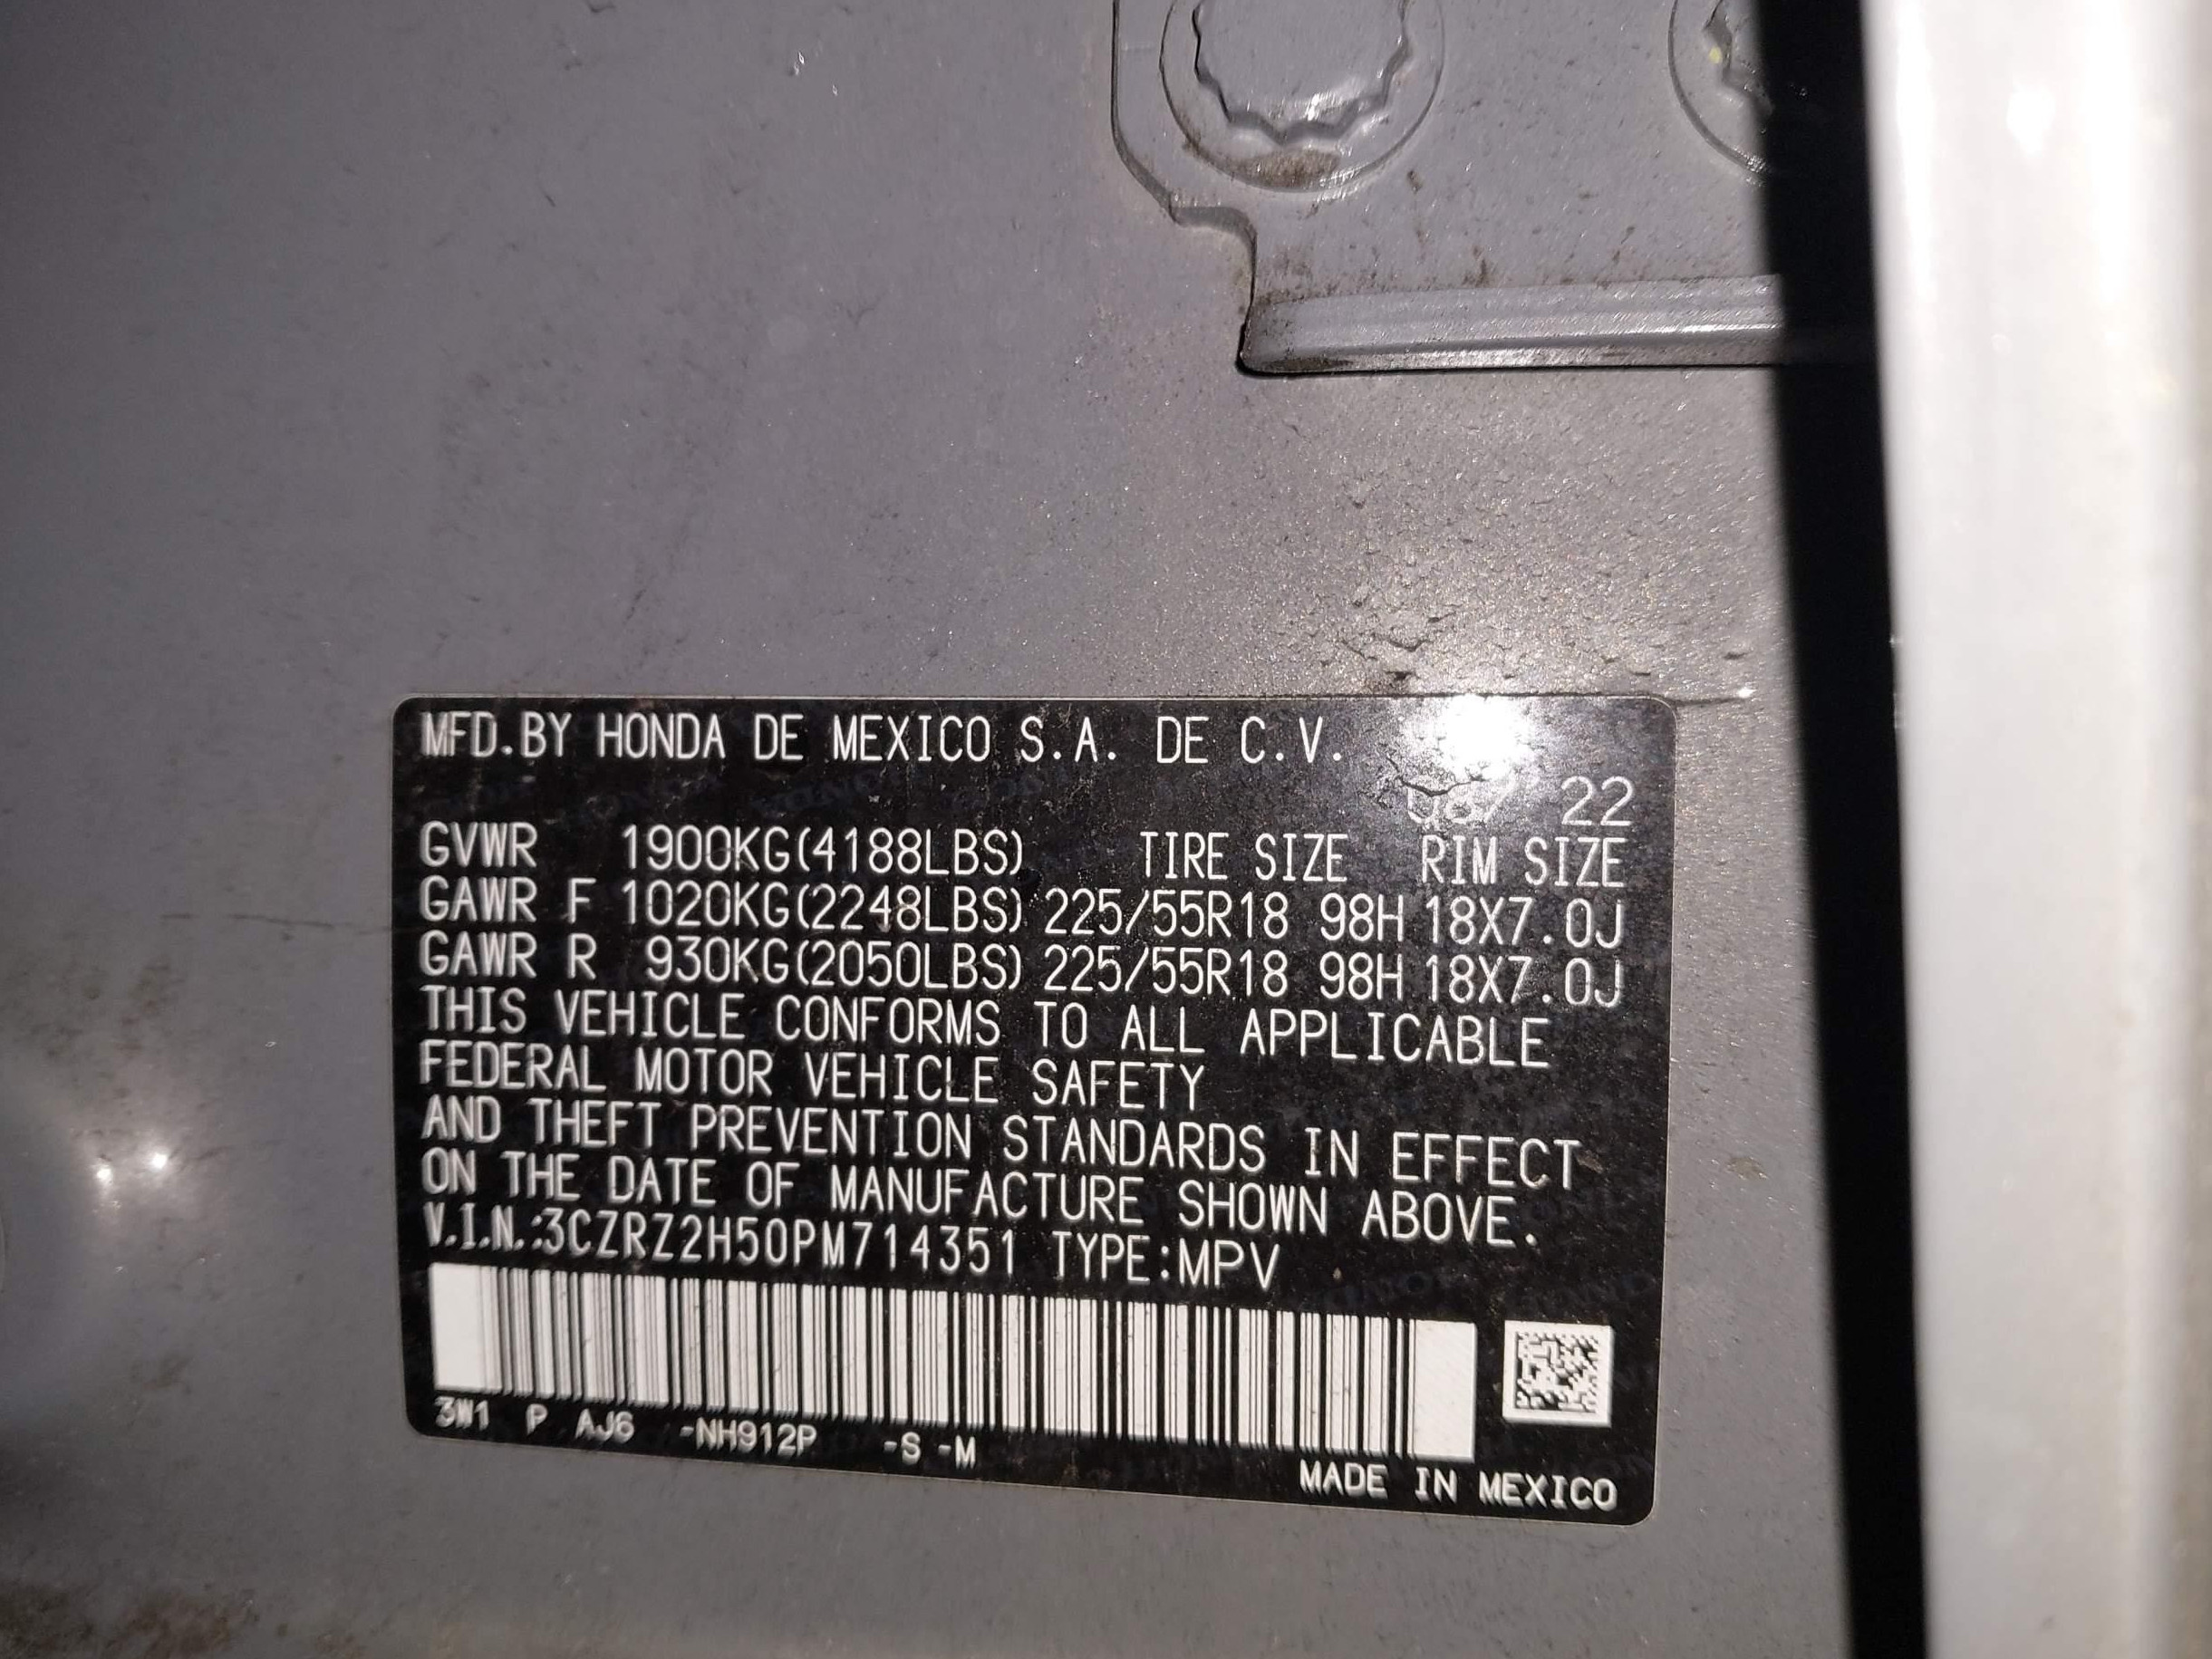 MFD.BY HONDA DE MEXICO S.A. DE C.V.
08/ 22
GVWR 1900KG(4188LBS) TIRE SIZE RIM SIZE
GAWR F 1020KG(2248LBS) 225/55R18 98H 18X7.0J
GAWR R 930KG(2050LBS) 225/55R18 98H 18X7.0J
THIS VEHICLE CONFORMS TO ALL APPLICABLE
FEDERAL MOTOR VEHICLE SAFETY
AND THEFT PREVENTION STANDARDS IN EFFECT
ON THE DATE OF MANUFACTURE SHOWN ABOVE.
V.I.N.:3CZRZ2H50PM714351 TYPE:MPV
3W1 P AJ6 -NH912P -S -M
MADE IN MEXICO